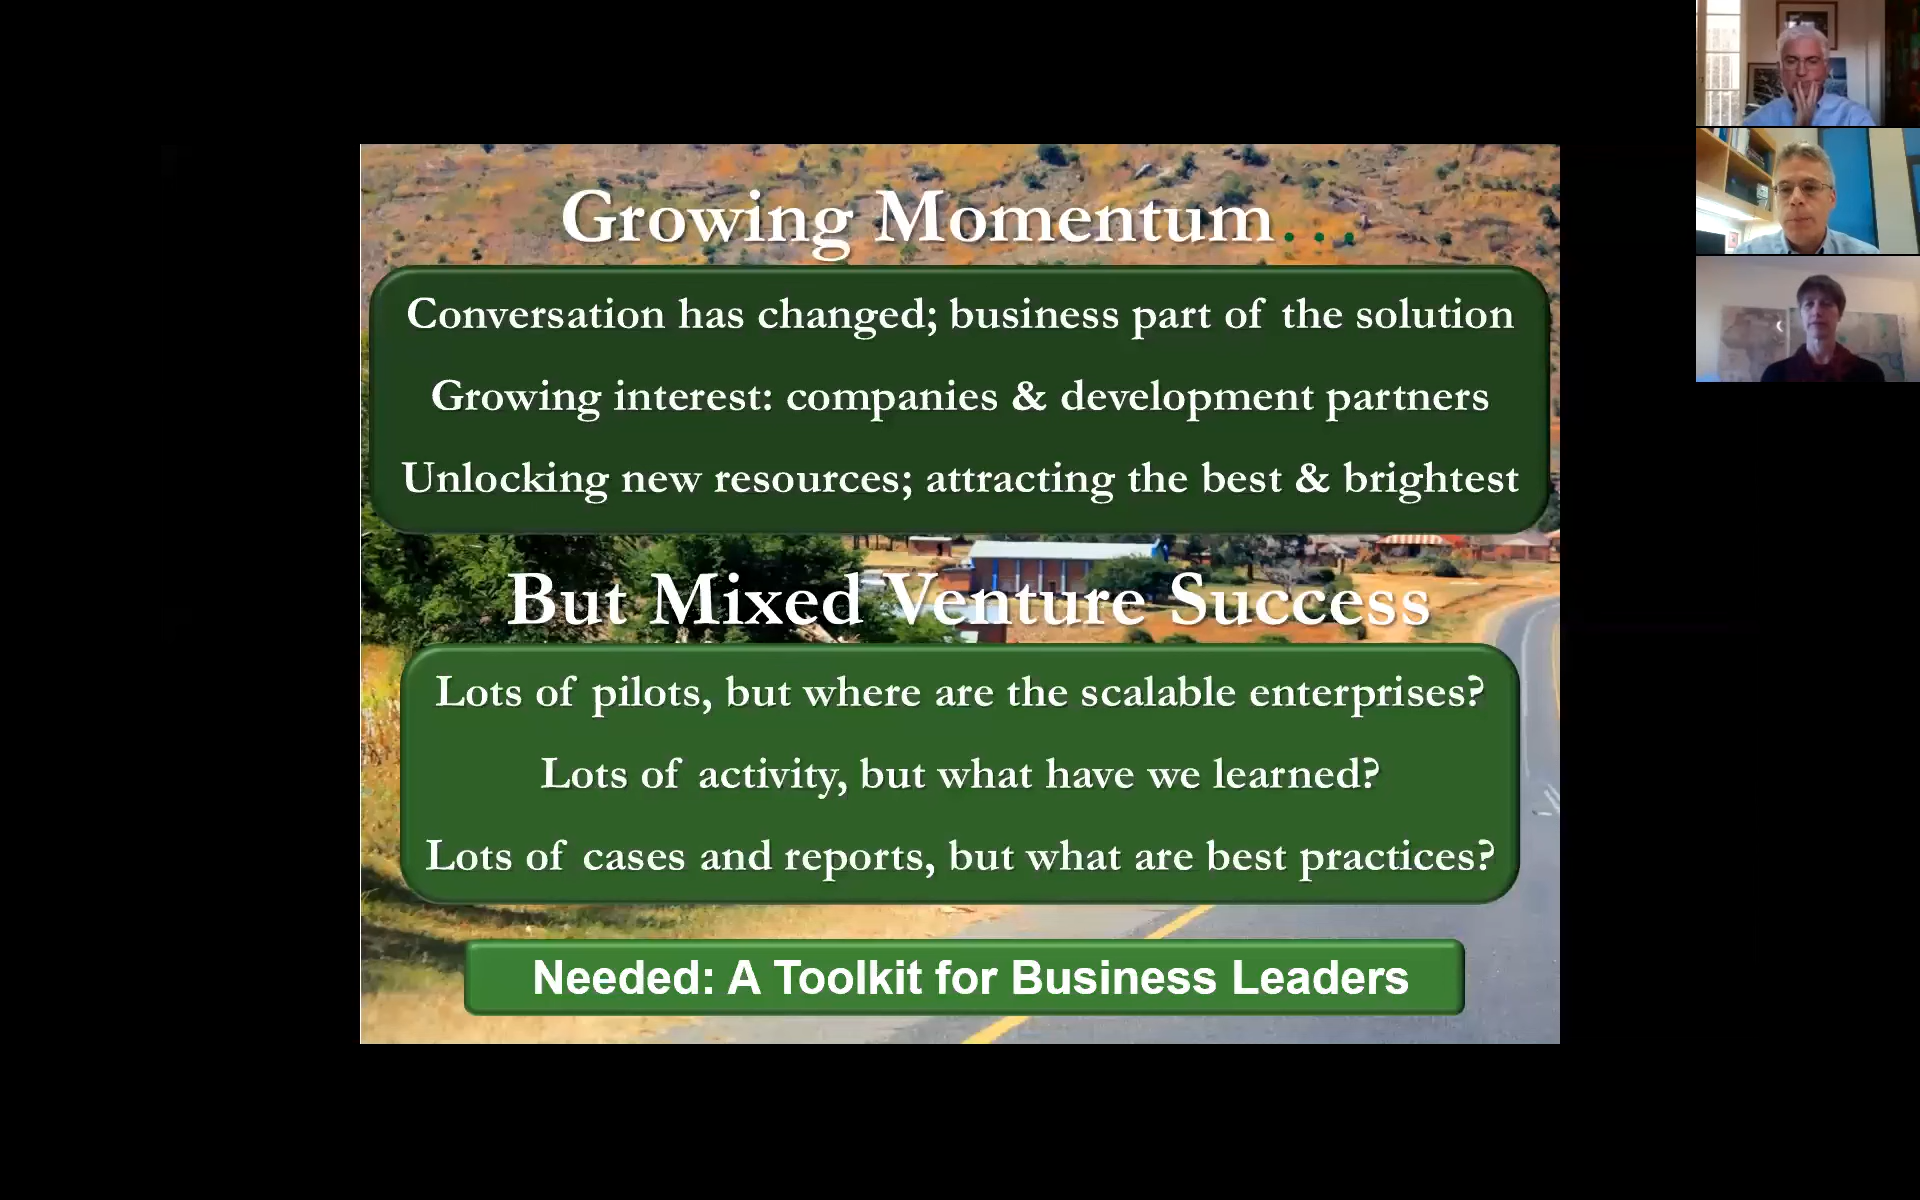 Growing Momentum...
Conversation has changed; business part of the solution
Growing interest: companies & development partners
Unlocking new resources; attracting the best & brightest
But Mixed Venture Success
Lots of pilots, but where are the scalable enterprises?
Lots of activity, but what have we learned?
Lots of cases and reports, but what are best practices?
Needed: A Toolkit for Business Leaders